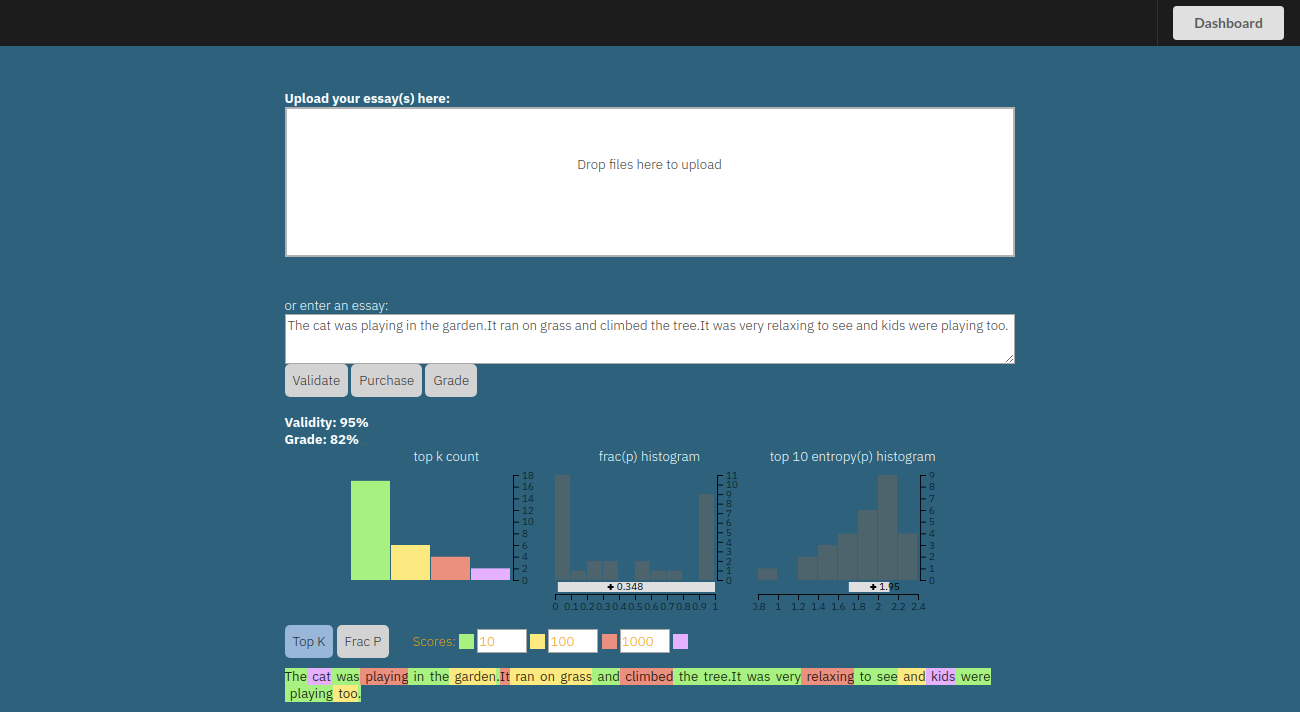 Dashboard
Upload your essay(s) here:
Drop files here to upload
or enter an essay:
The cat was playing in the garden.It ran on grass and climbed the tree.It was very relaxing to see and kids were playing too.
Validate Purchase Grade
Validity: 95%
Grade: 82%
top k count frac(p) histogram top 10 entropy(p) histogram
18 16 14 12 10 8 6 4 2 0
11 10 9 8 7 6 5 4 3 2 1 0
9 8 7 6 5 4 3 2 1 0
+ 0.348 + 1.95
0 0.1 0.2 0.3 0.4 0.5 0.6 0.7 0.8 0.9 1
0.8 1 1.2 1.4 1.6 1.8 2 2.2 2.4
Top K Frac P Scores: 10 100 1000
The cat was playing in the garden.It ran on grass and climbed the tree.It was very relaxing to see and kids were
playing too.